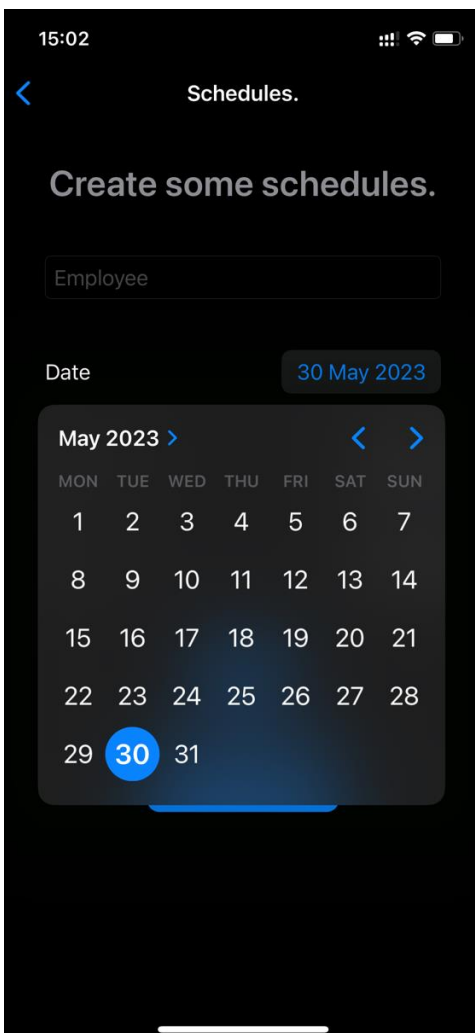 15:02
Schedules.
Create some schedules.
Employee
Date 30 May 2023
May 2023
MON TUE WED THU FRI SAT SUN
1 2 3 4 5 6 7
8 9 10 11 12 13 14
15 16 17 18 19 20 21
22 23 24 25 26 27 28
29 30 31